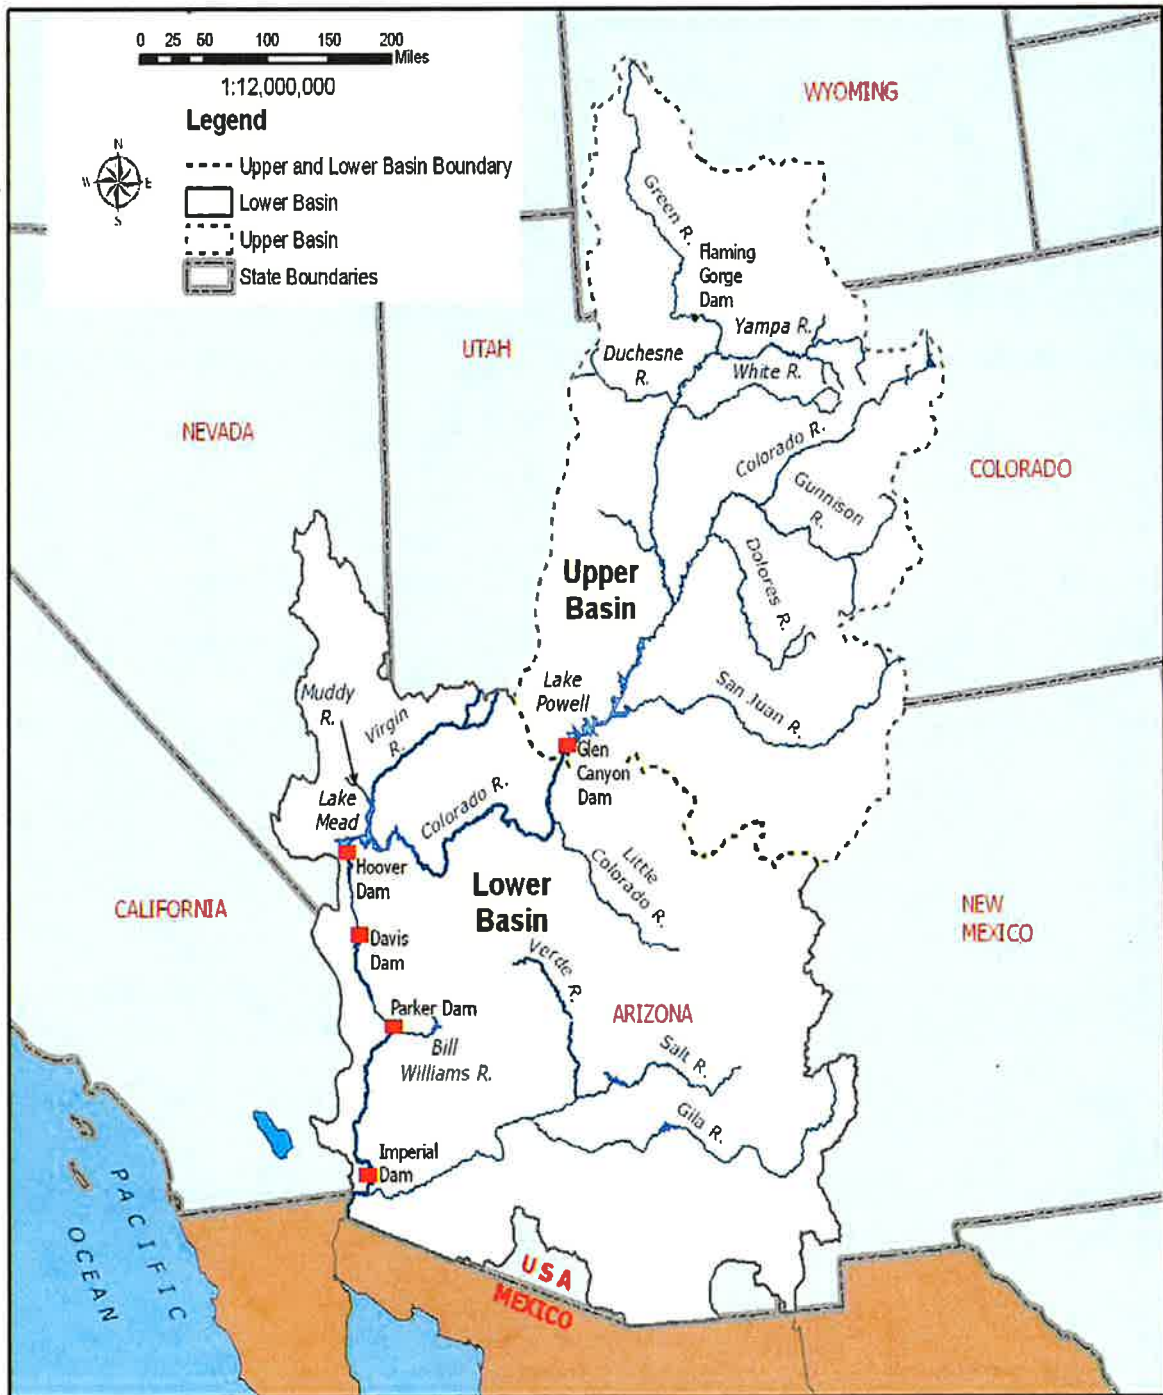 0 25 50 100 150 200
Miles
1:12,000,000
Legend
Upper and Lower Basin Boundary
Lower Basin
Upper Basin
State Boundaries
N
W E
S
WYOMING
Green R.
Flaming
Gorge
Dam
Yampa R.
UTAH
Duchesne
R.
White R.
NEVADA
Colorado R.
COLORADO
Gunnison
R.
Dolores R.
Upper
Basin
Lake
Powell
San Juan R.
Muddy
R.
Virgin
R.
Glen
Canyon
Dam
Lake
Mead
Colorado R.
Hoover
Dam
Little
Colorado R.
Lower
Basin
CALIFORNIA
NEW
MEXICO
Davis
Dam
Verde R.
Parker Dam
ARIZONA
Bill
Williams R.
Salt R.
Gila R.
Imperial
Dam
PACIFIC
OCEAN
USA
MEXICO